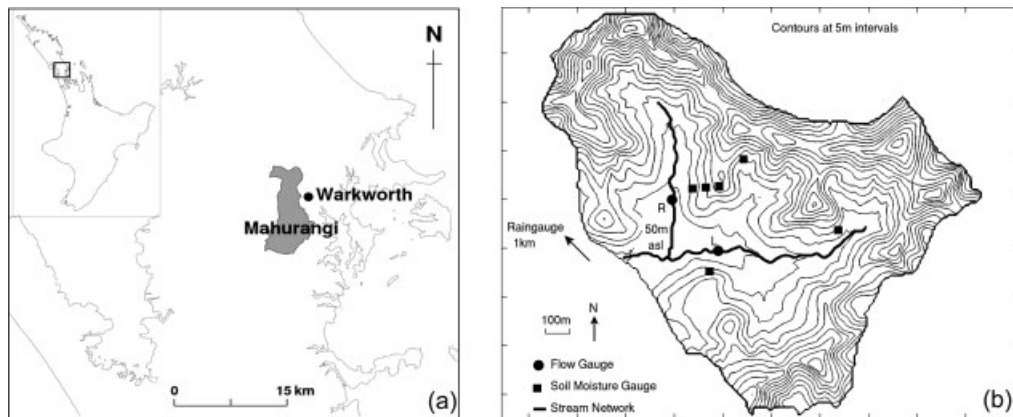 N
Warkworth
Mahurangi
0 15 km
(a)
Contours at 5m intervals
R
L
50m
asl
Raingauge
1km
N
100m
Flow Gauge
Soil Moisture Gauge
Stream Network
(b)